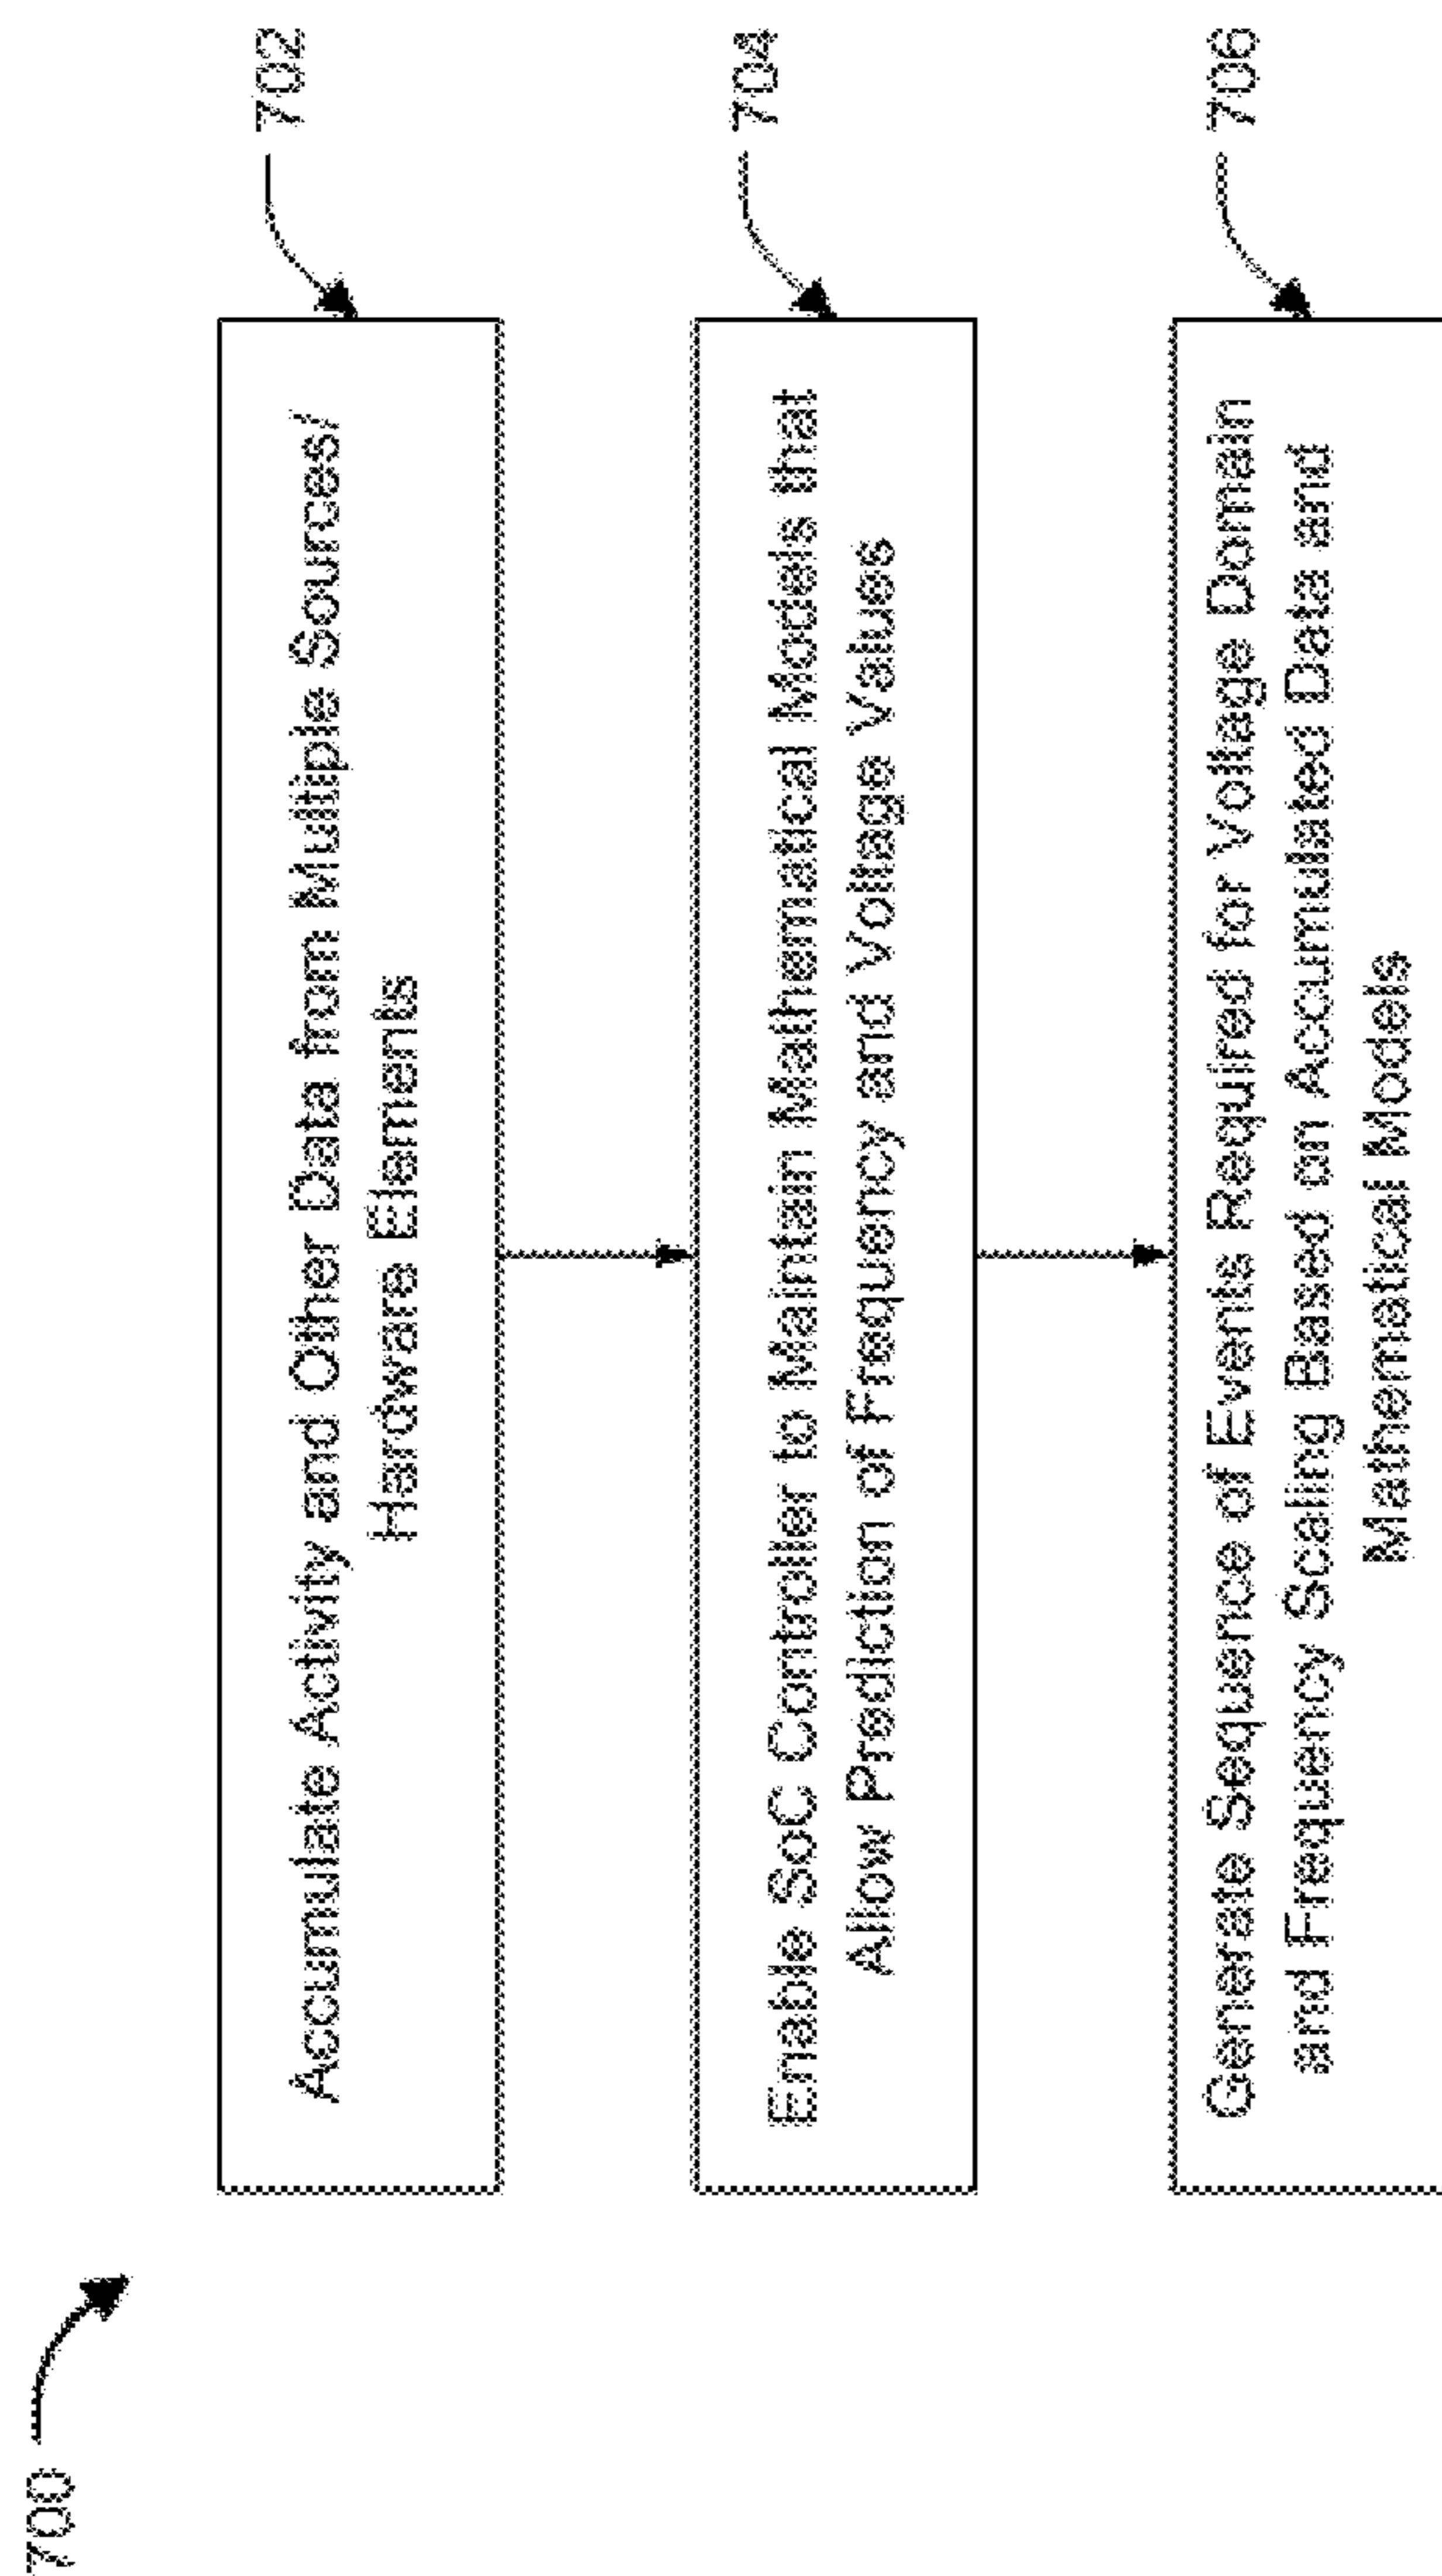 700
702
Accumulate Activity and Other Data from Multiple Sources/
Hardware Elements
704
Enable SoC Controller to Maintain Mathematical Models that
Allow Prediction of Frequency and Voltage Values
706
Generate Sequence of Events Required for Voltage Domain
and Frequency Scaling Based on Accumulated Data and
Mathematical Models